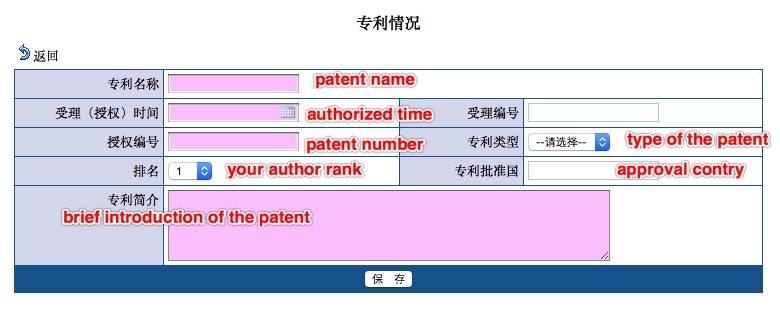 专利情况
返回
专利名称 patent name
受理（授权）时间 authorized time 受理编号
授权编号 patent number 专利类型 --请选择-- type of the patent
排名 1 your author rank 专利批准国 approval contry
专利简介
brief introduction of the patent
保 存